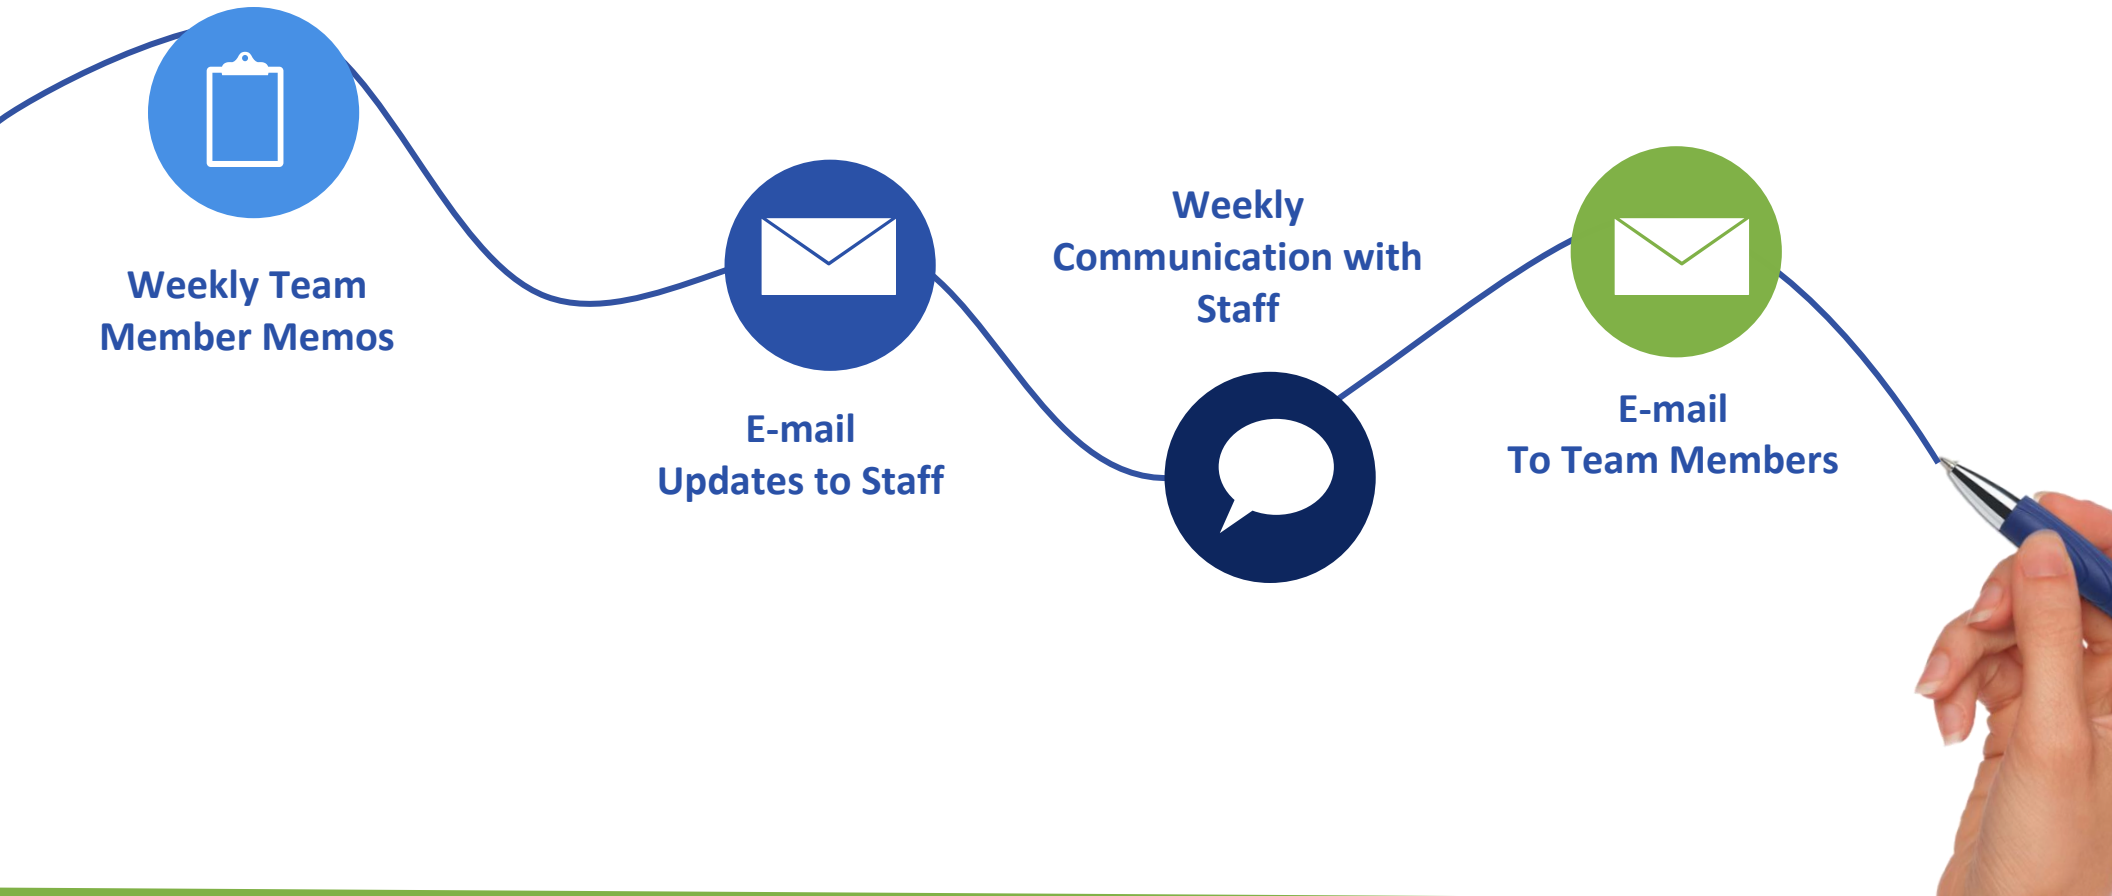 Weekly Team
Member Memos
E-mail
Updates to Staff
Weekly
Communication with
Staff
E-mail
To Team Members